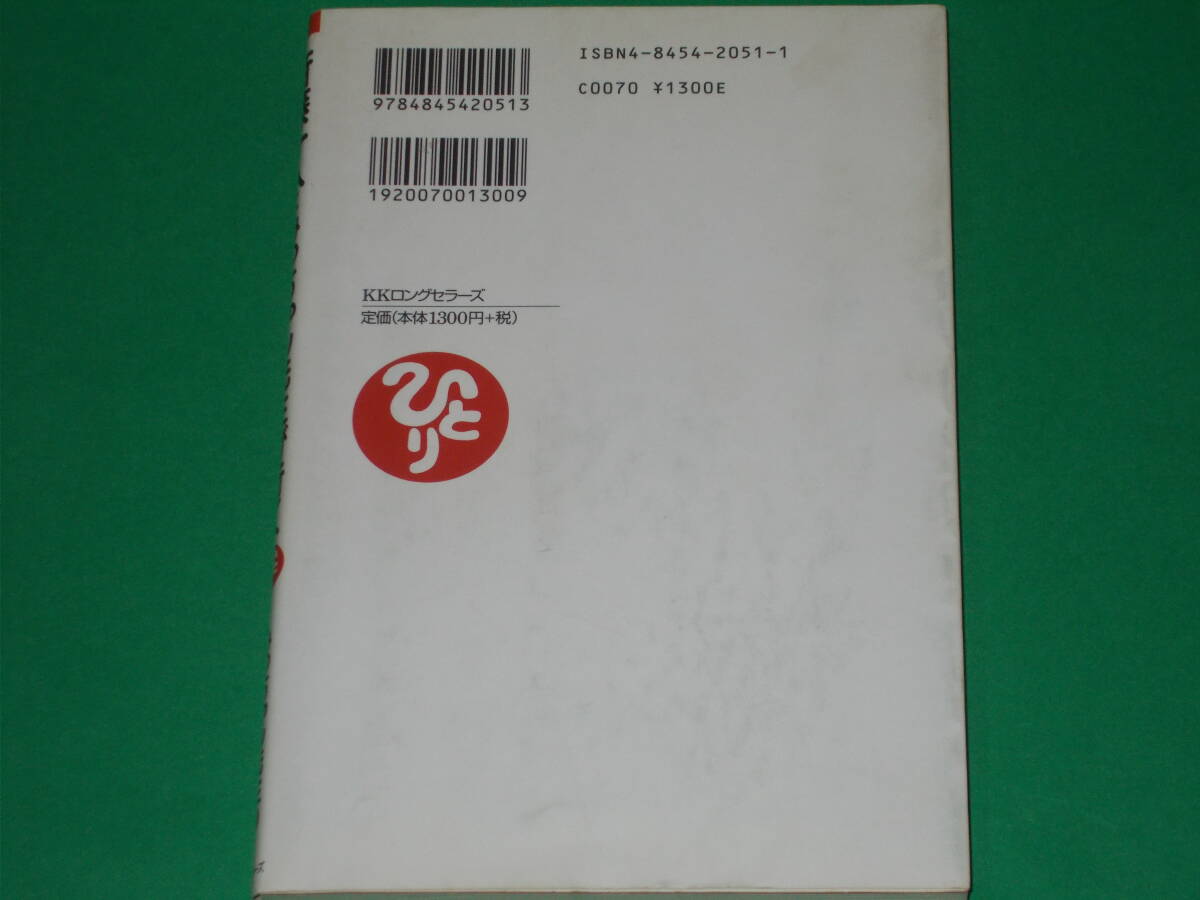 ISBN4-8454-2051-1
C0070 ¥1300E
9784845420513
1920070013009
KKロングセラーズ
定価(本体1300円+税)
ひとり